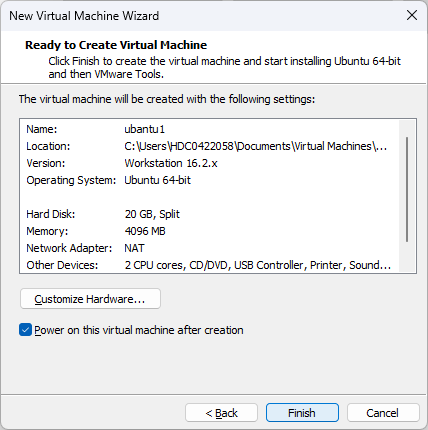 New Virtual Machine Wizard
Ready to Create Virtual Machine
Click Finish to create the virtual machine and start installing Ubuntu 64-bit
and then VMware Tools.
The virtual machine will be created with the following settings:
Name: ubantu1
Location: C:\Users\HDC0422058\Documents\Virtual Machines\...
Version: Workstation 16.2.x
Operating System: Ubuntu 64-bit
Hard Disk: 20 GB, Split
Memory: 4096 MB
Network Adapter: NAT
Other Devices: 2 CPU cores, CD/DVD, USB Controller, Printer, Sound...
Customize Hardware...
Power on this virtual machine after creation
< Back Finish Cancel